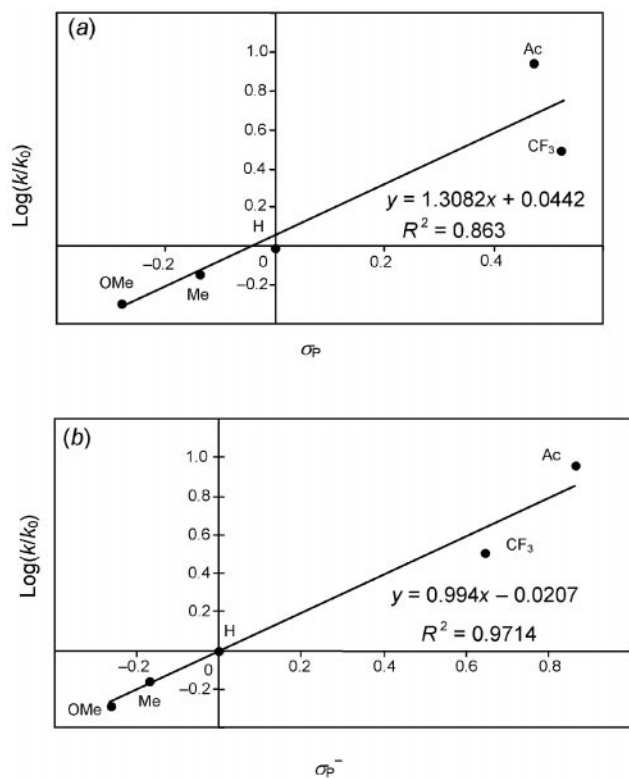 (a)
Log(k/k₀)
1.0
0.8
0.6
0.4
0.2
−0.2
−0.2
0
0.2
0.4
Ac
CF₃
H
Me
OMe
y = 1.3082x + 0.0442
R² = 0.863
σP
(b)
Log(k/k₀)
1.0
0.8
0.6
0.4
0.2
−0.2
−0.2
0
0.2
0.4
0.6
0.8
Ac
CF₃
H
Me
OMe
y = 0.994x − 0.0207
R² = 0.9714
σP⁻